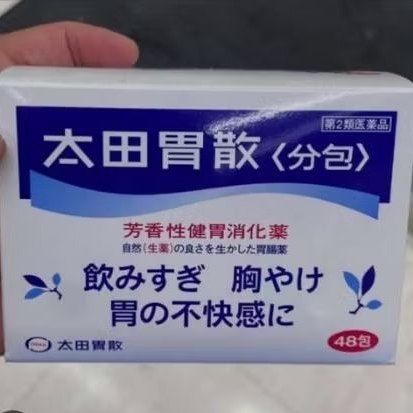 第2類医薬品
太田胃散〈分包〉
芳香性健胃消化薬
自然(生薬)の良さを生かした胃腸薬
飲みすぎ 胸やけ
胃の不快感に
太田胃散
48包